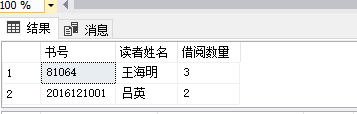 100 %
结果 消息
书号 读者姓名 借阅数量
1 81064 王海明 3
2 2016121001 吕英 2